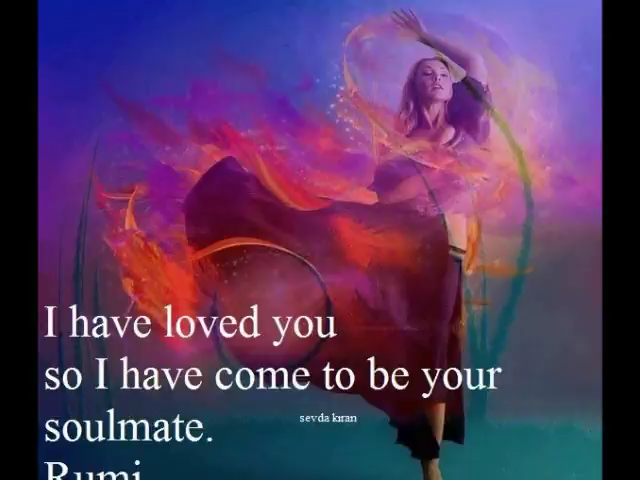 I have loved you
so I have come to be your
soulmate.
sevda kıran
Rumi